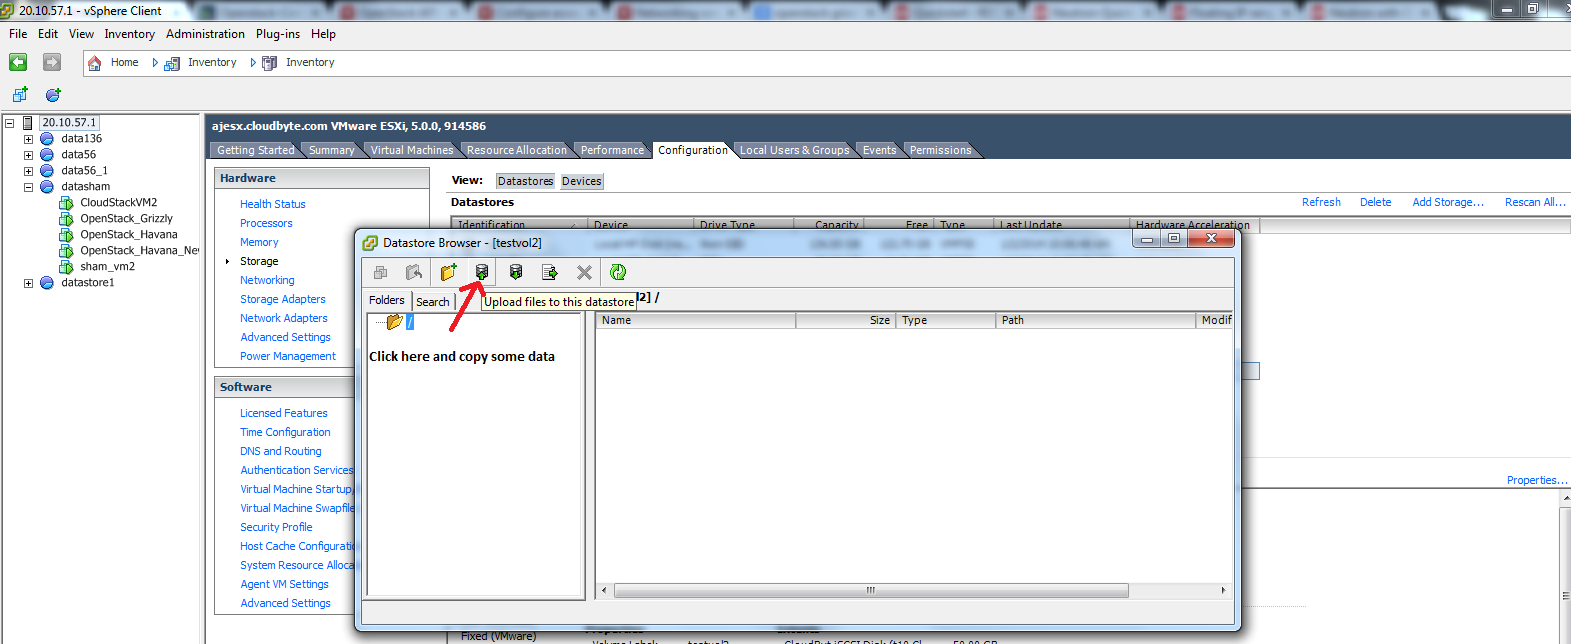 20.10.57.1 - vSphere Client
File Edit View Inventory Administration Plug-ins Help
Home Inventory Inventory
20.10.57.1
data136
data56
data56_1
datasham
CloudStackVM2
OpenStack_Grizzly
OpenStack_Havana
OpenStack_Havana_Ne
sham_vm2
datastore1
ajesx.cloudbyte.com VMware ESXi, 5.0.0, 914586
Getting Started Summary Virtual Machines Resource Allocation Performance Configuration Local Users & Groups Events Permissions
Hardware
Health Status
Processors
Memory
Storage
Networking
Storage Adapters
Network Adapters
Advanced Settings
Power Management
Software
Licensed Features
Time Configuration
DNS and Routing
Authentication Services
Virtual Machine Startup,
Virtual Machine Swapfile
Security Profile
Host Cache Configuratio
System Resource Alloca
Agent VM Settings
Advanced Settings
View: Datastores Devices
Datastores
Refresh Delete Add Storage... Rescan All...
Identification Device Drive Type Capacity Free Type Last Update Hardware Acceleration
Datastore Browser - [testvol2]
Folders Search
Upload files to this datastore
l2] /
/
Click here and copy some data
Name Size Type Path Modif
Properties...
Fixed (VMware)
50.00 GB